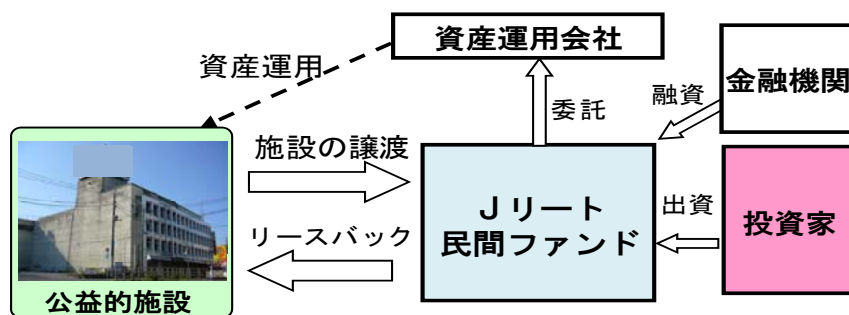 資産運用会社
資産運用
金融機関
融資
委託
施設の譲渡
Jリート
民間ファンド
出資
投資家
リースバック
公益的施設